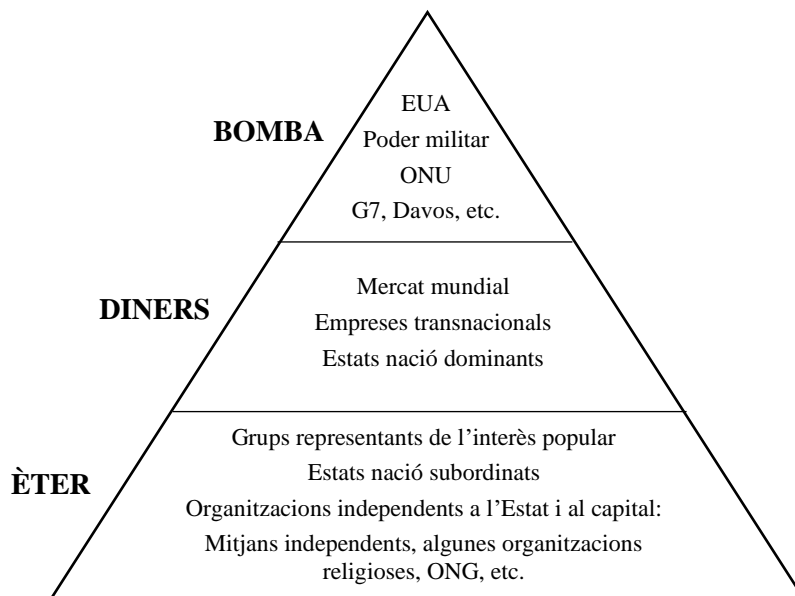 EUA
BOMBA
Poder militar
ONU
G7, Davos, etc.
Mercat mundial
DINERS
Empreses transnacionals
Estats nació dominants
Grups representants de l’interès popular
Estats nació subordinats
ÈTER
Organitzacions independents a l’Estat i al capital:
Mitjans independents, algunes organitzacions
religioses, ONG, etc.